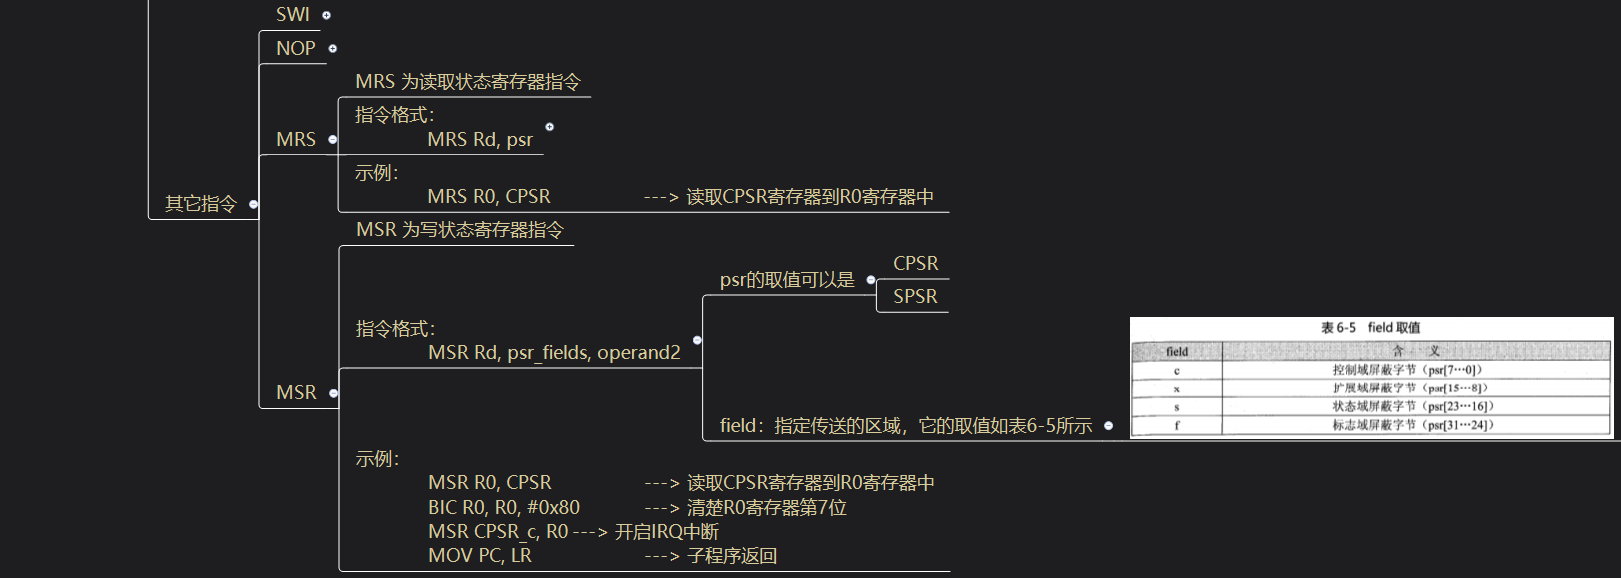 SWI
NOP
MRS
MRS 为读取状态寄存器指令
指令格式：
MRS Rd, psr
示例：
MRS R0, CPSR ---> 读取CPSR寄存器到R0寄存器中
其它指令
MSR
MSR 为写状态寄存器指令
指令格式：
MSR Rd, psr_fields, operand2
psr的取值可以是
CPSR
SPSR
field：指定传送的区域，它的取值如表6-5所示
表 6-5 field 取值
field 含 义
c 控制域屏蔽字节（psr[7…0]）
x 扩展域屏蔽字节（psr[15…8]）
s 状态域屏蔽字节（psr[23…16]）
f 标志域屏蔽字节（psr[31…24]）
示例：
MSR R0, CPSR ---> 读取CPSR寄存器到R0寄存器中
BIC R0, R0, #0x80 ---> 清楚R0寄存器第7位
MSR CPSR_c, R0 ---> 开启IRQ中断
MOV PC, LR ---> 子程序返回